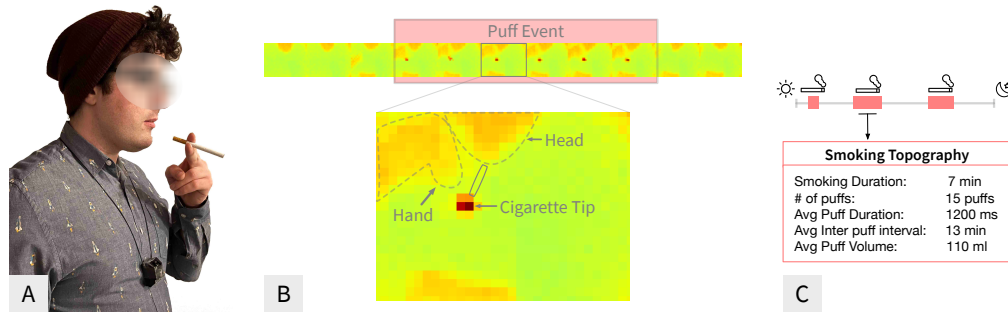 A
Puff Event
Head
Hand
Cigarette Tip
B
Smoking Topography
Smoking Duration: 7 min
# of puffs: 15 puffs
Avg Puff Duration: 1200 ms
Avg Inter puff interval: 13 min
Avg Puff Volume: 110 ml
C